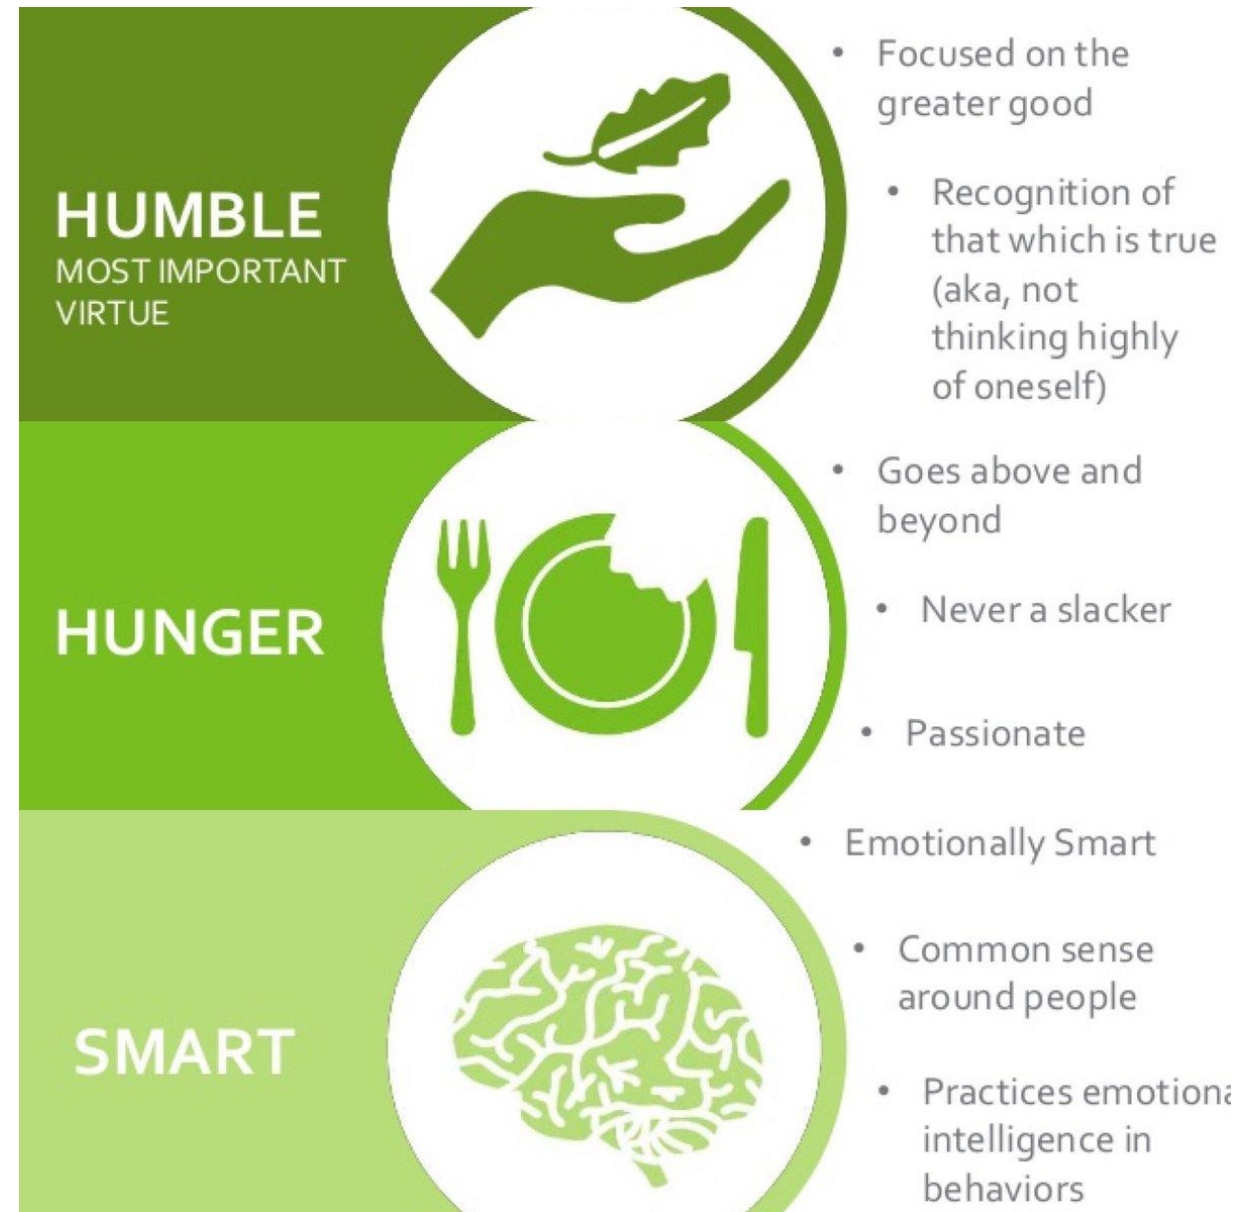 HUMBLE
MOST IMPORTANT
VIRTUE
• Focused on the
greater good
• Recognition of
that which is true
(aka, not
thinking highly
of oneself)
HUNGER
• Goes above and
beyond
• Never a slacker
• Passionate
SMART
• Emotionally Smart
• Common sense
around people
• Practices emotiona
intelligence in
behaviors